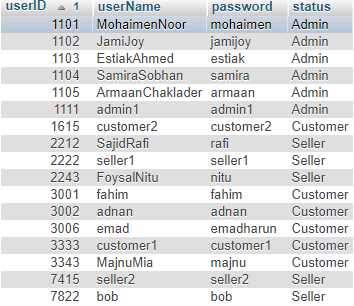 userID 1 userName password status
1101 MohaimenNoor mohaimen Admin
1102 JamiJoy jamijoy Admin
1103 EstiakAhmed estiak Admin
1104 SamiraSobhan samira Admin
1105 ArmaanChaklader armaan Admin
1111 admin1 admin1 Admin
1615 customer2 customer2 Customer
2212 SajidRafi rafi Seller
2222 seller1 seller1 Seller
2243 FoysalNitu nitu Seller
3001 fahim fahim Customer
3002 adnan adnan Customer
3006 emad emadharun Customer
3333 customer1 customer1 Customer
3343 MajnuMia majnu Customer
7415 seller2 seller2 Seller
7822 bob bob Seller